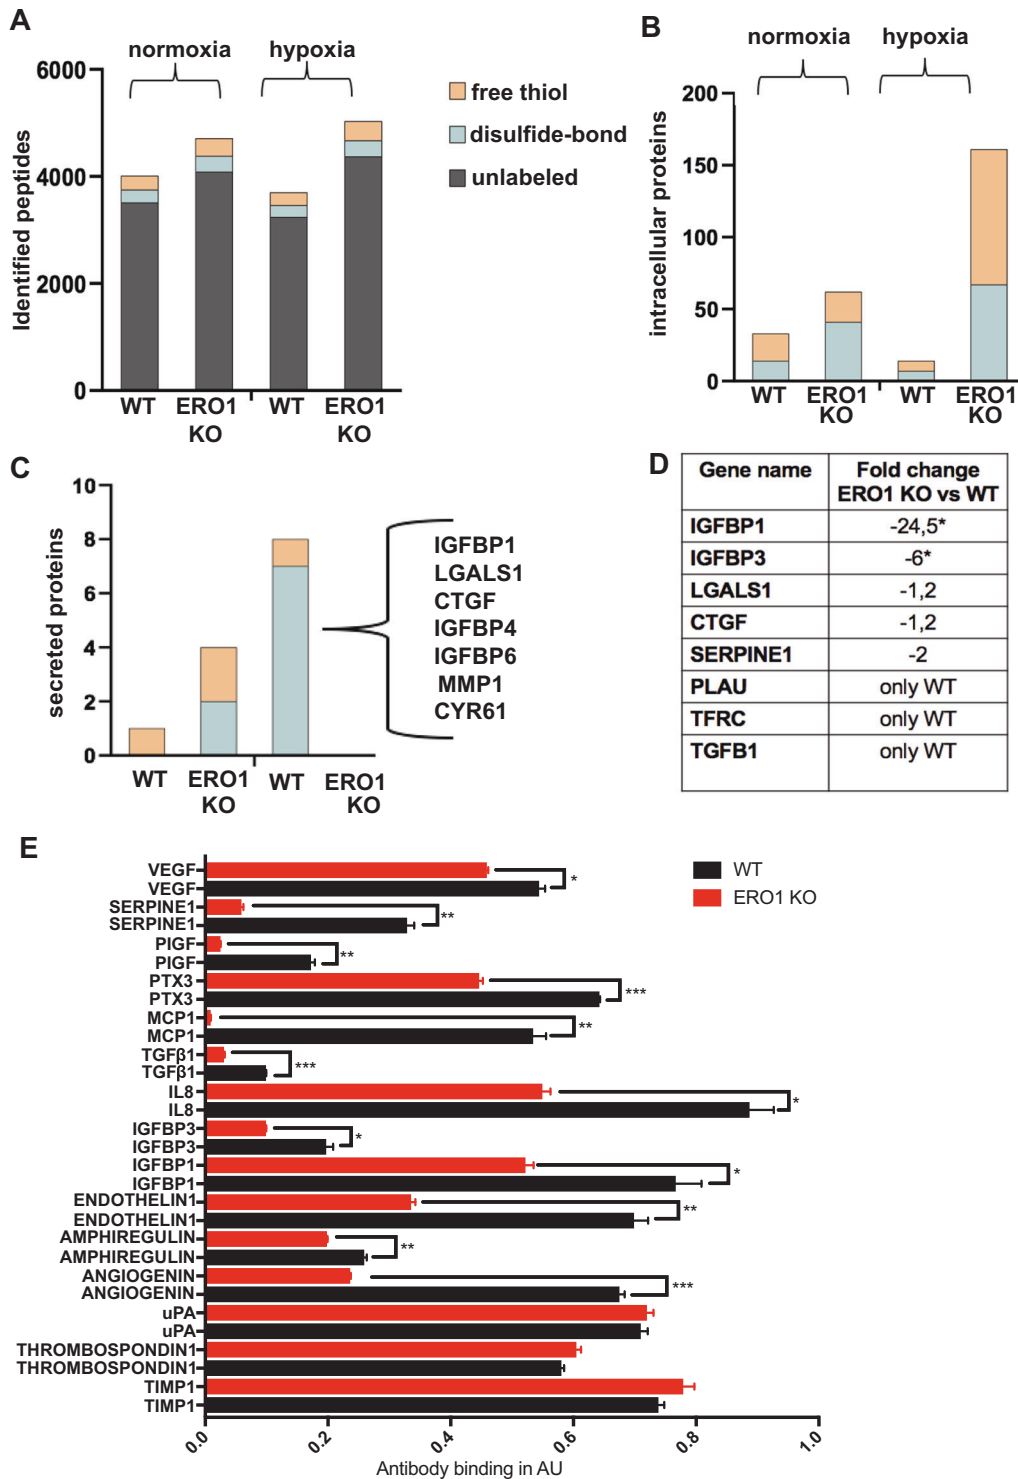 A
normoxia hypoxia
6000
4000
2000
0
Identified peptides
WT ERO1 KO WT ERO1 KO
free thiol
disulfide-bond
unlabeled
B
normoxia hypoxia
200
150
100
50
0
intracellular proteins
WT ERO1 KO WT ERO1 KO
C
10
8
6
4
2
0
secreted proteins
WT ERO1 KO WT ERO1 KO
IGFBP1
LGALS1
CTGF
IGFBP4
IGFBP6
MMP1
CYR61
D
Gene name Fold change
ERO1 KO vs WT
IGFBP1 -24,5*
IGFBP3 -6*
LGALS1 -1,2
CTGF -1,2
SERPINE1 -2
PLAU only WT
TFRC only WT
TGFB1 only WT
E
WT
ERO1 KO
VEGF *
VEGF
SERPINE1 **
SERPINE1
PIGF **
PIGF
PTX3 ***
PTX3
MCP1 **
MCP1
TGFβ1 ***
TGFβ1
IL8 *
IL8
IGFBP3 *
IGFBP3
IGFBP1 *
IGFBP1
ENDOTHELIN1 **
ENDOTHELIN1
AMPHIREGULIN **
AMPHIREGULIN
ANGIOGENIN ***
ANGIOGENIN
uPA
uPA
THROMBOSPONDIN1
THROMBOSPONDIN1
TIMP1
TIMP1
0.0 0.2 0.4 0.6 0.8 1.0
Antibody binding in AU